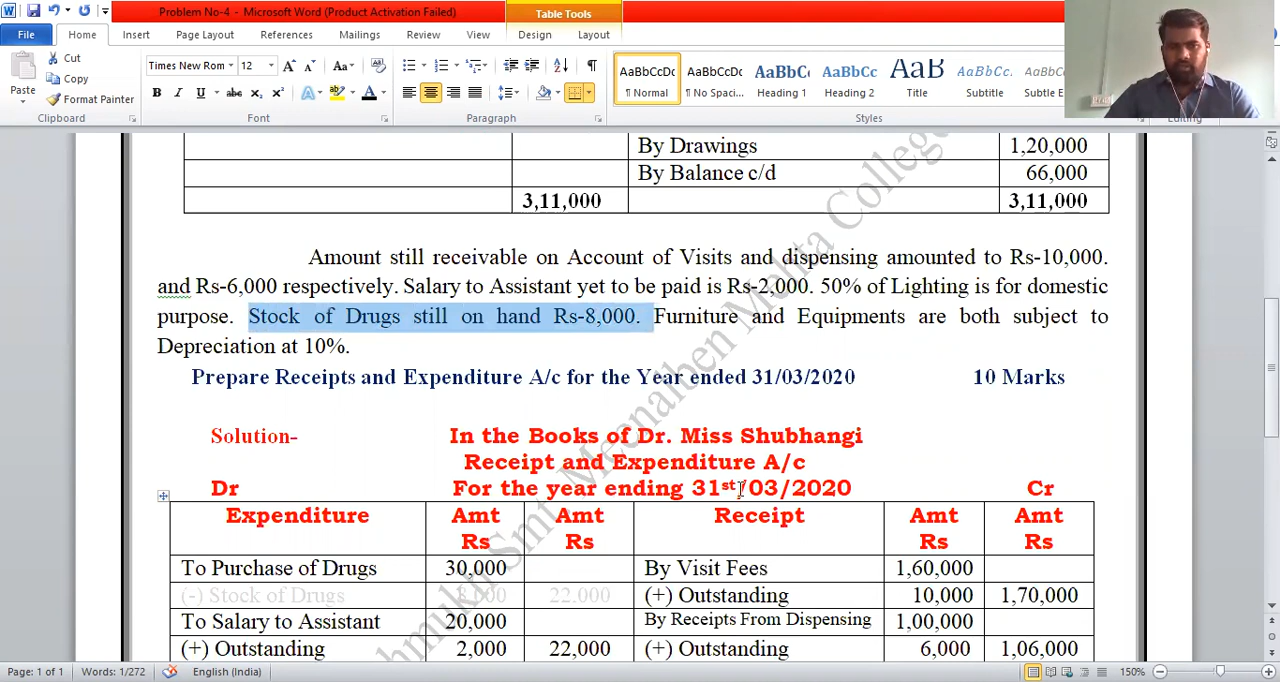 Problem No-4 - Microsoft Word (Product Activation Failed)
Table Tools
File Home Insert Page Layout References Mailings Review View Design Layout
Paste
Cut
Copy
Format Painter
Clipboard
Times New Rom 12
Font
Paragraph
AaBbCcDc AaBbCcDc AaBbC AaBbCc AaB AaBbCc. AaBbCcD
¶ Normal ¶ No Spaci... Heading 1 Heading 2 Title Subtitle Subtle E
Styles
Editing
By Drawings 1,20,000
By Balance c/d 66,000
3,11,000 3,11,000
Amount still receivable on Account of Visits and dispensing amounted to Rs-10,000.
and Rs-6,000 respectively. Salary to Assistant yet to be paid is Rs-2,000. 50% of Lighting is for domestic
purpose. Stock of Drugs still on hand Rs-8,000. Furniture and Equipments are both subject to
Depreciation at 10%.
Prepare Receipts and Expenditure A/c for the Year ended 31/03/2020 10 Marks
Solution- In the Books of Dr. Miss Shubhangi
Receipt and Expenditure A/c
Dr For the year ending 31st/03/2020 Cr
Expenditure Amt Rs Amt Rs Receipt Amt Rs Amt Rs
To Purchase of Drugs 30,000 By Visit Fees 1,60,000
(-) Stock of Drugs 22,000 (+) Outstanding 10,000 1,70,000
To Salary to Assistant 20,000 By Receipts From Dispensing 1,00,000
(+) Outstanding 2,000 22,000 (+) Outstanding 6,000 1,06,000
Smt. Meenalben Mehta College
Page: 1 of 1 Words: 1/272 English (India) 150%